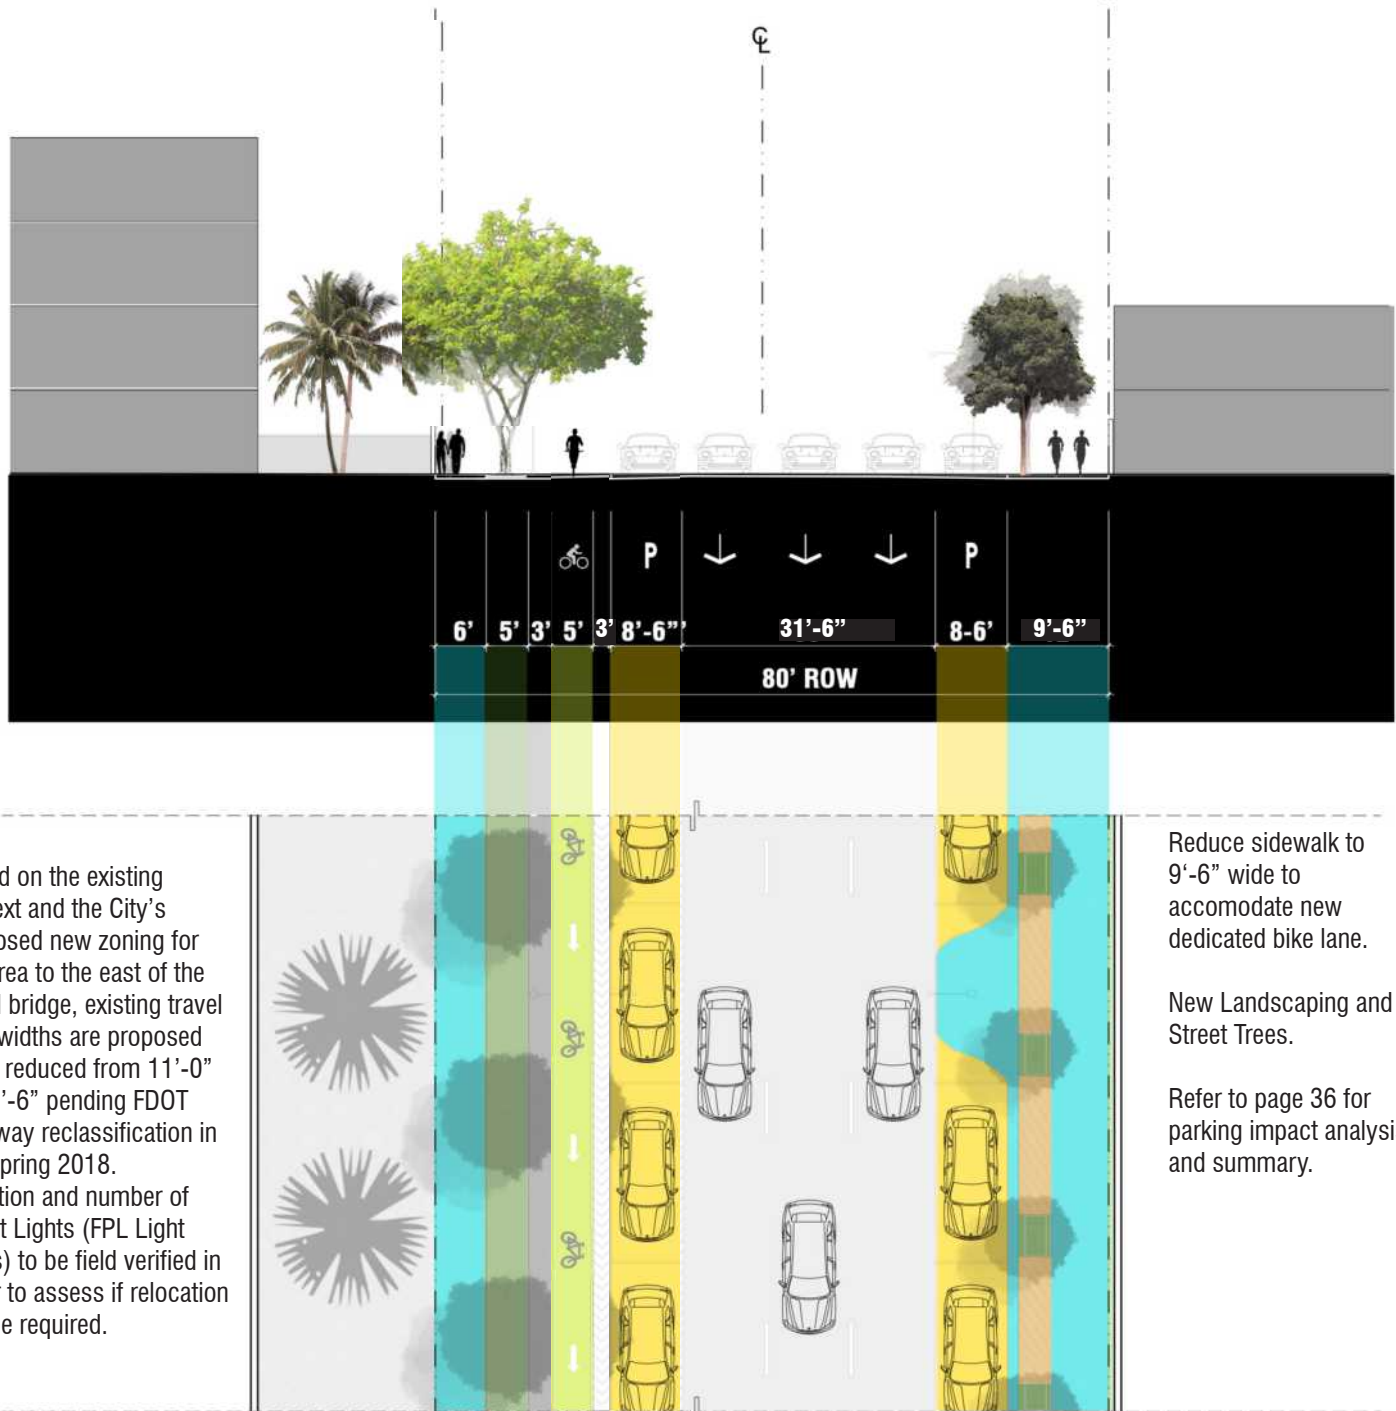 ℄
P
P
6’ 5’ 3’ 5’ 3’ 8’-6”’ 31’-6” 8-6’ 9’-6”
80’ ROW
d on the existing
ext and the City’s
osed new zoning for
rea to the east of the
l bridge, existing travel
widths are proposed
reduced from 11’-0”
’-6” pending FDOT
way reclassification in
pring 2018.
tion and number of
t Lights (FPL Light
s) to be field verified in
r to assess if relocation
e required.
Reduce sidewalk to
9‘-6” wide to
accomodate new
dedicated bike lane.
New Landscaping and
Street Trees.
Refer to page 36 for
parking impact analysi
and summary.